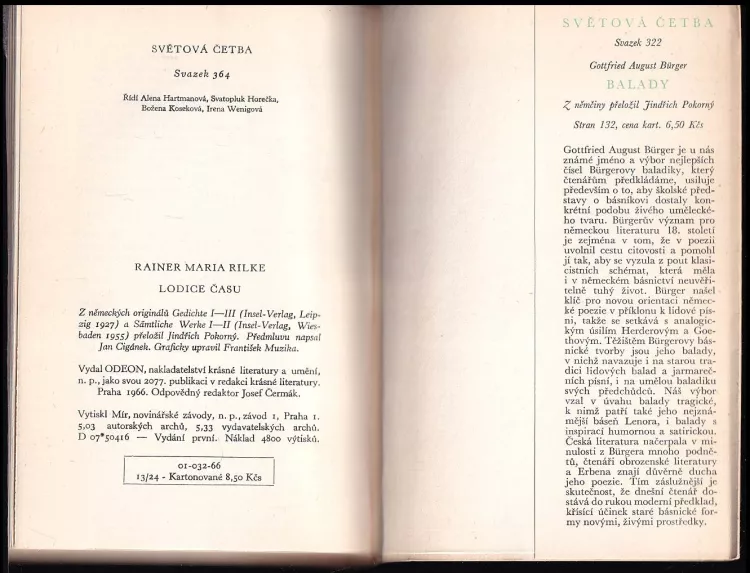 SVĚTOVÁ ČETBA
Svazek 364
Řídí Alena Hartmanová, Svatopluk Horečka,
Božena Koseková, Irena Wenigová
RAINER MARIA RILKE
LODICE ČASU
Z německých originálů Gedichte I—III (Insel-Verlag, Leip-
zig 1927) a Sämtliche Werke I—II (Insel-Verlag, Wies-
baden 1955) přeložil Jindřich Pokorný. Předmluvu napsal
Jan Cigánek. Graficky upravil František Muzika.
Vydal ODEON, nakladatelství krásné literatury a umění,
n. p., jako svou 2077. publikaci v redakci krásné literatury.
Praha 1966. Odpovědný redaktor Josef Čermák.
Vytiskl Mír, novinářské závody, n. p., závod 1, Praha 1.
5,03 autorských archů, 5,33 vydavatelských archů.
D 07*50416 — Vydání první. Náklad 4800 výtisků.
01-032-66
13/24 - Kartonované 8,50 Kčs
SVĚTOVÁ ČETBA
Svazek 322
Gottfried August Bürger
BALADY
Z němčiny přeložil Jindřich Pokorný
Stran 132, cena kart. 6,50 Kčs
Gottfried August Bürger je u nás
známé jméno a výbor nejlepších
čísel Bürgerovy baladiky, který
čtenářům předkládáme, usiluje
především o to, aby školské před-
stavy o básníkovi dostaly kon-
krétní podobu živého umělecké-
ho tvaru. Bürgerův význam pro
německou literaturu 18. století
je zejména v tom, že v poezii
uvolnil cestu citovosti a pomohl
jí tak, aby se vyzula z pout klasi-
cistních schémat, která měla
i v německém básnictví neuvěři-
telně tuhý život. Bürger našel
klíč pro novou orientaci němec-
ké poezie v příklonu k lidové pís-
ni, takže se setkává s analogic-
kým úsilím Herderovým a Goe-
thovým. Těžištěm Bürgerovy bás-
nické tvorby jsou jeho balady,
v nichž navazuje i na starou tra-
dici lidových balad a jarmareč-
ních písní, i na umělou baladiku
svých předchůdců. Náš výbor
vzal v úvahu balady tragické,
k nimž patří také jeho nejzná-
mější báseň Lenora, i balady s
inspirací humornou a satirickou.
Česká literatura načerpala v mi-
nulosti z Bürgera mnoho podně-
tů, čtenáři obrozenské literatury
a Erbena znají důvěrně ducha
jeho poezie. Tím záslužnější je
skutečnost, že dnešní čtenář do-
stává do rukou moderní překlad,
křísící účinek staré básnické for-
my novými, živými prostředky.